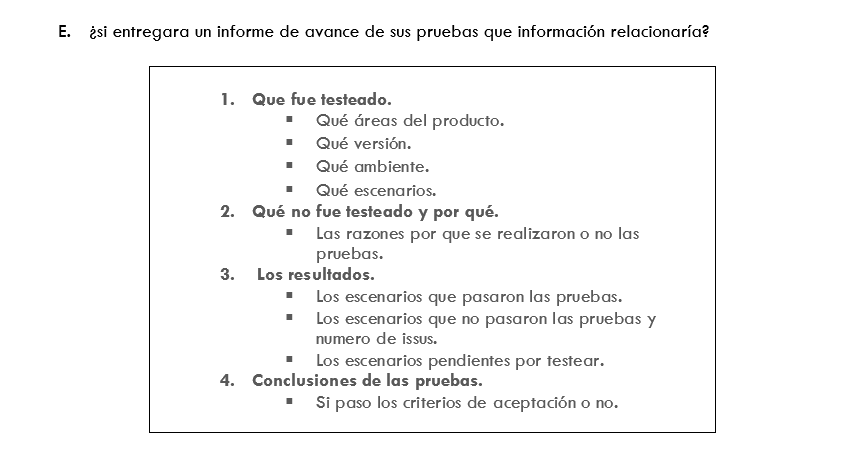 E. ¿si entregara un informe de avance de sus pruebas que información relacionaría?
1. Que fue testeado.
▪ Qué áreas del producto.
▪ Qué versión.
▪ Qué ambiente.
▪ Qué escenarios.
2. Qué no fue testeado y por qué.
▪ Las razones por que se realizaron o no las
pruebas.
3. Los resultados.
▪ Los escenarios que pasaron las pruebas.
▪ Los escenarios que no pasaron las pruebas y
numero de issus.
▪ Los escenarios pendientes por testear.
4. Conclusiones de las pruebas.
▪ Si paso los criterios de aceptación o no.